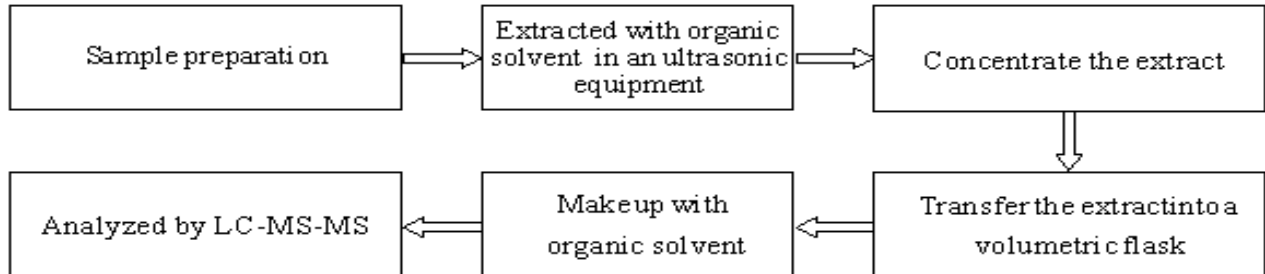 Sample preparation
Extracted with organic
solvent in an ultrasonic
equipment
Concentrate the extract
Transfer the extractinto a
volumetric flask
Makeup with
organic solvent
Analyzed by LC-MS-MS